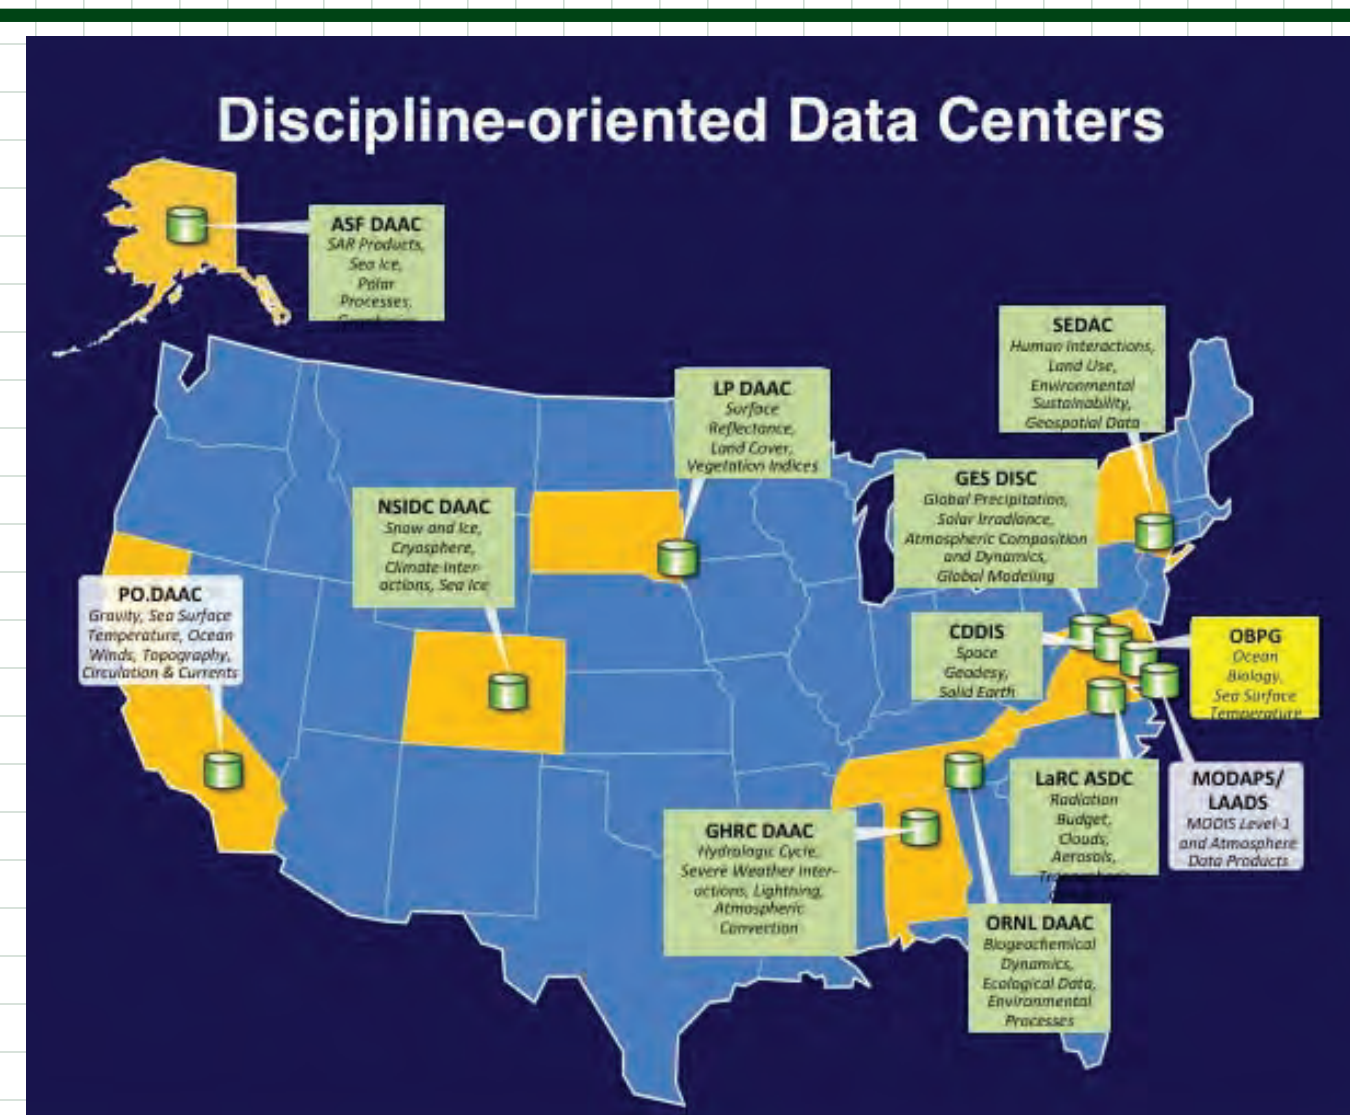 Discipline-oriented Data Centers
ASF DAAC
SAR Products,
Sea Ice,
Polar
Processes,
SEDAC
Human Interactions,
Land Use,
Environmental
Sustainability,
Geospatial Data
LP DAAC
Surface
Reflectance,
Land Cover,
Vegetation Indices
GES DISC
Global Precipitation,
Solar Irradiance,
Atmospheric Composition
and Dynamics,
Global Modeling
NSIDC DAAC
Snow and Ice,
Cryosphere,
Climate Inter-
actions, Sea Ice
PO.DAAC
Gravity, Sea Surface
Temperature, Ocean
Winds, Topography,
Circulation & Currents
CDDIS
Space
Geodesy,
Solid Earth
OBPG
Ocean
Biology,
Sea Surface
Temperature
LaRC ASDC
Radiation
Budget,
Clouds,
Aerosols,
MODAPS/
LAADS
MODIS Level-1
and Atmosphere
Data Products
GHRC DAAC
Hydrologic Cycle,
Severe Weather Inter-
actions, Lightning,
Atmospheric
Convection
ORNL DAAC
Biogeochemical
Dynamics,
Ecological Data,
Environmental
Processes